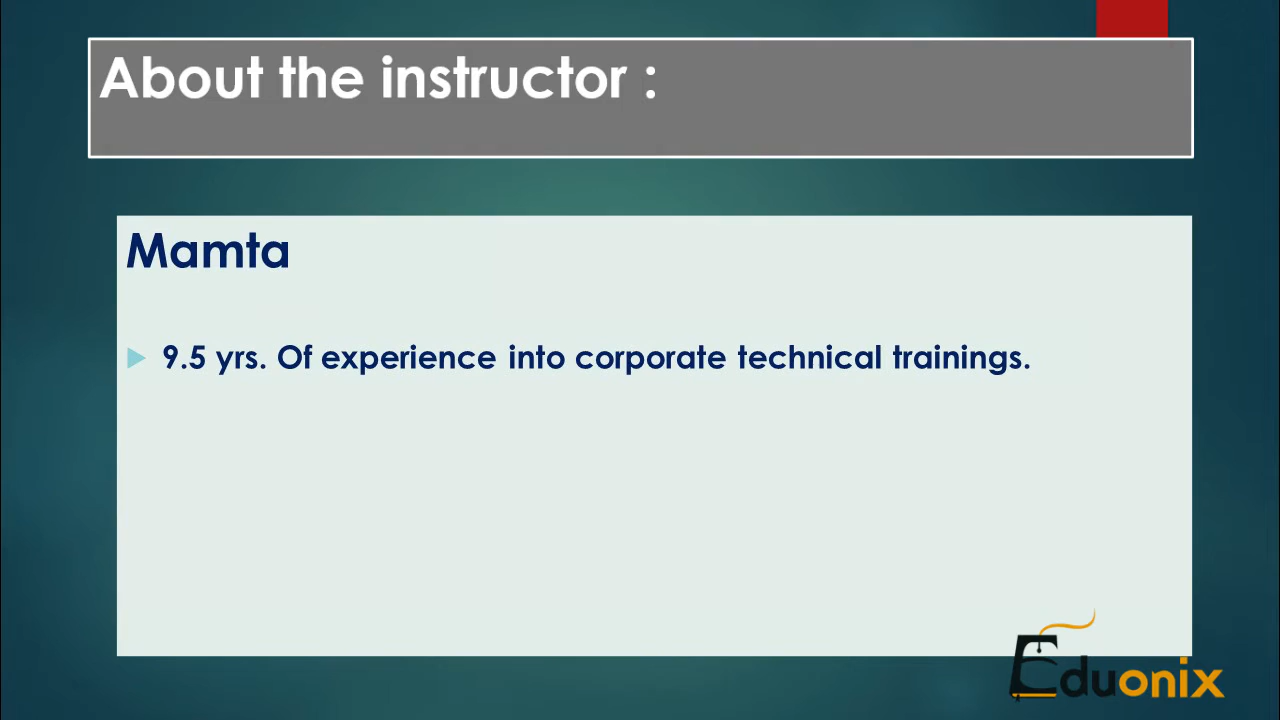 About the instructor :
Mamta
9.5 yrs. Of experience into corporate technical trainings.
Eduonix